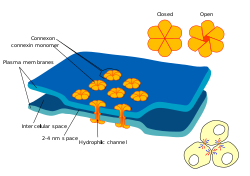 Closed Open
Connexon
connexin monomer
Plasma membranes
Intercellular space
2-4 nm space
Hydrophilic channel